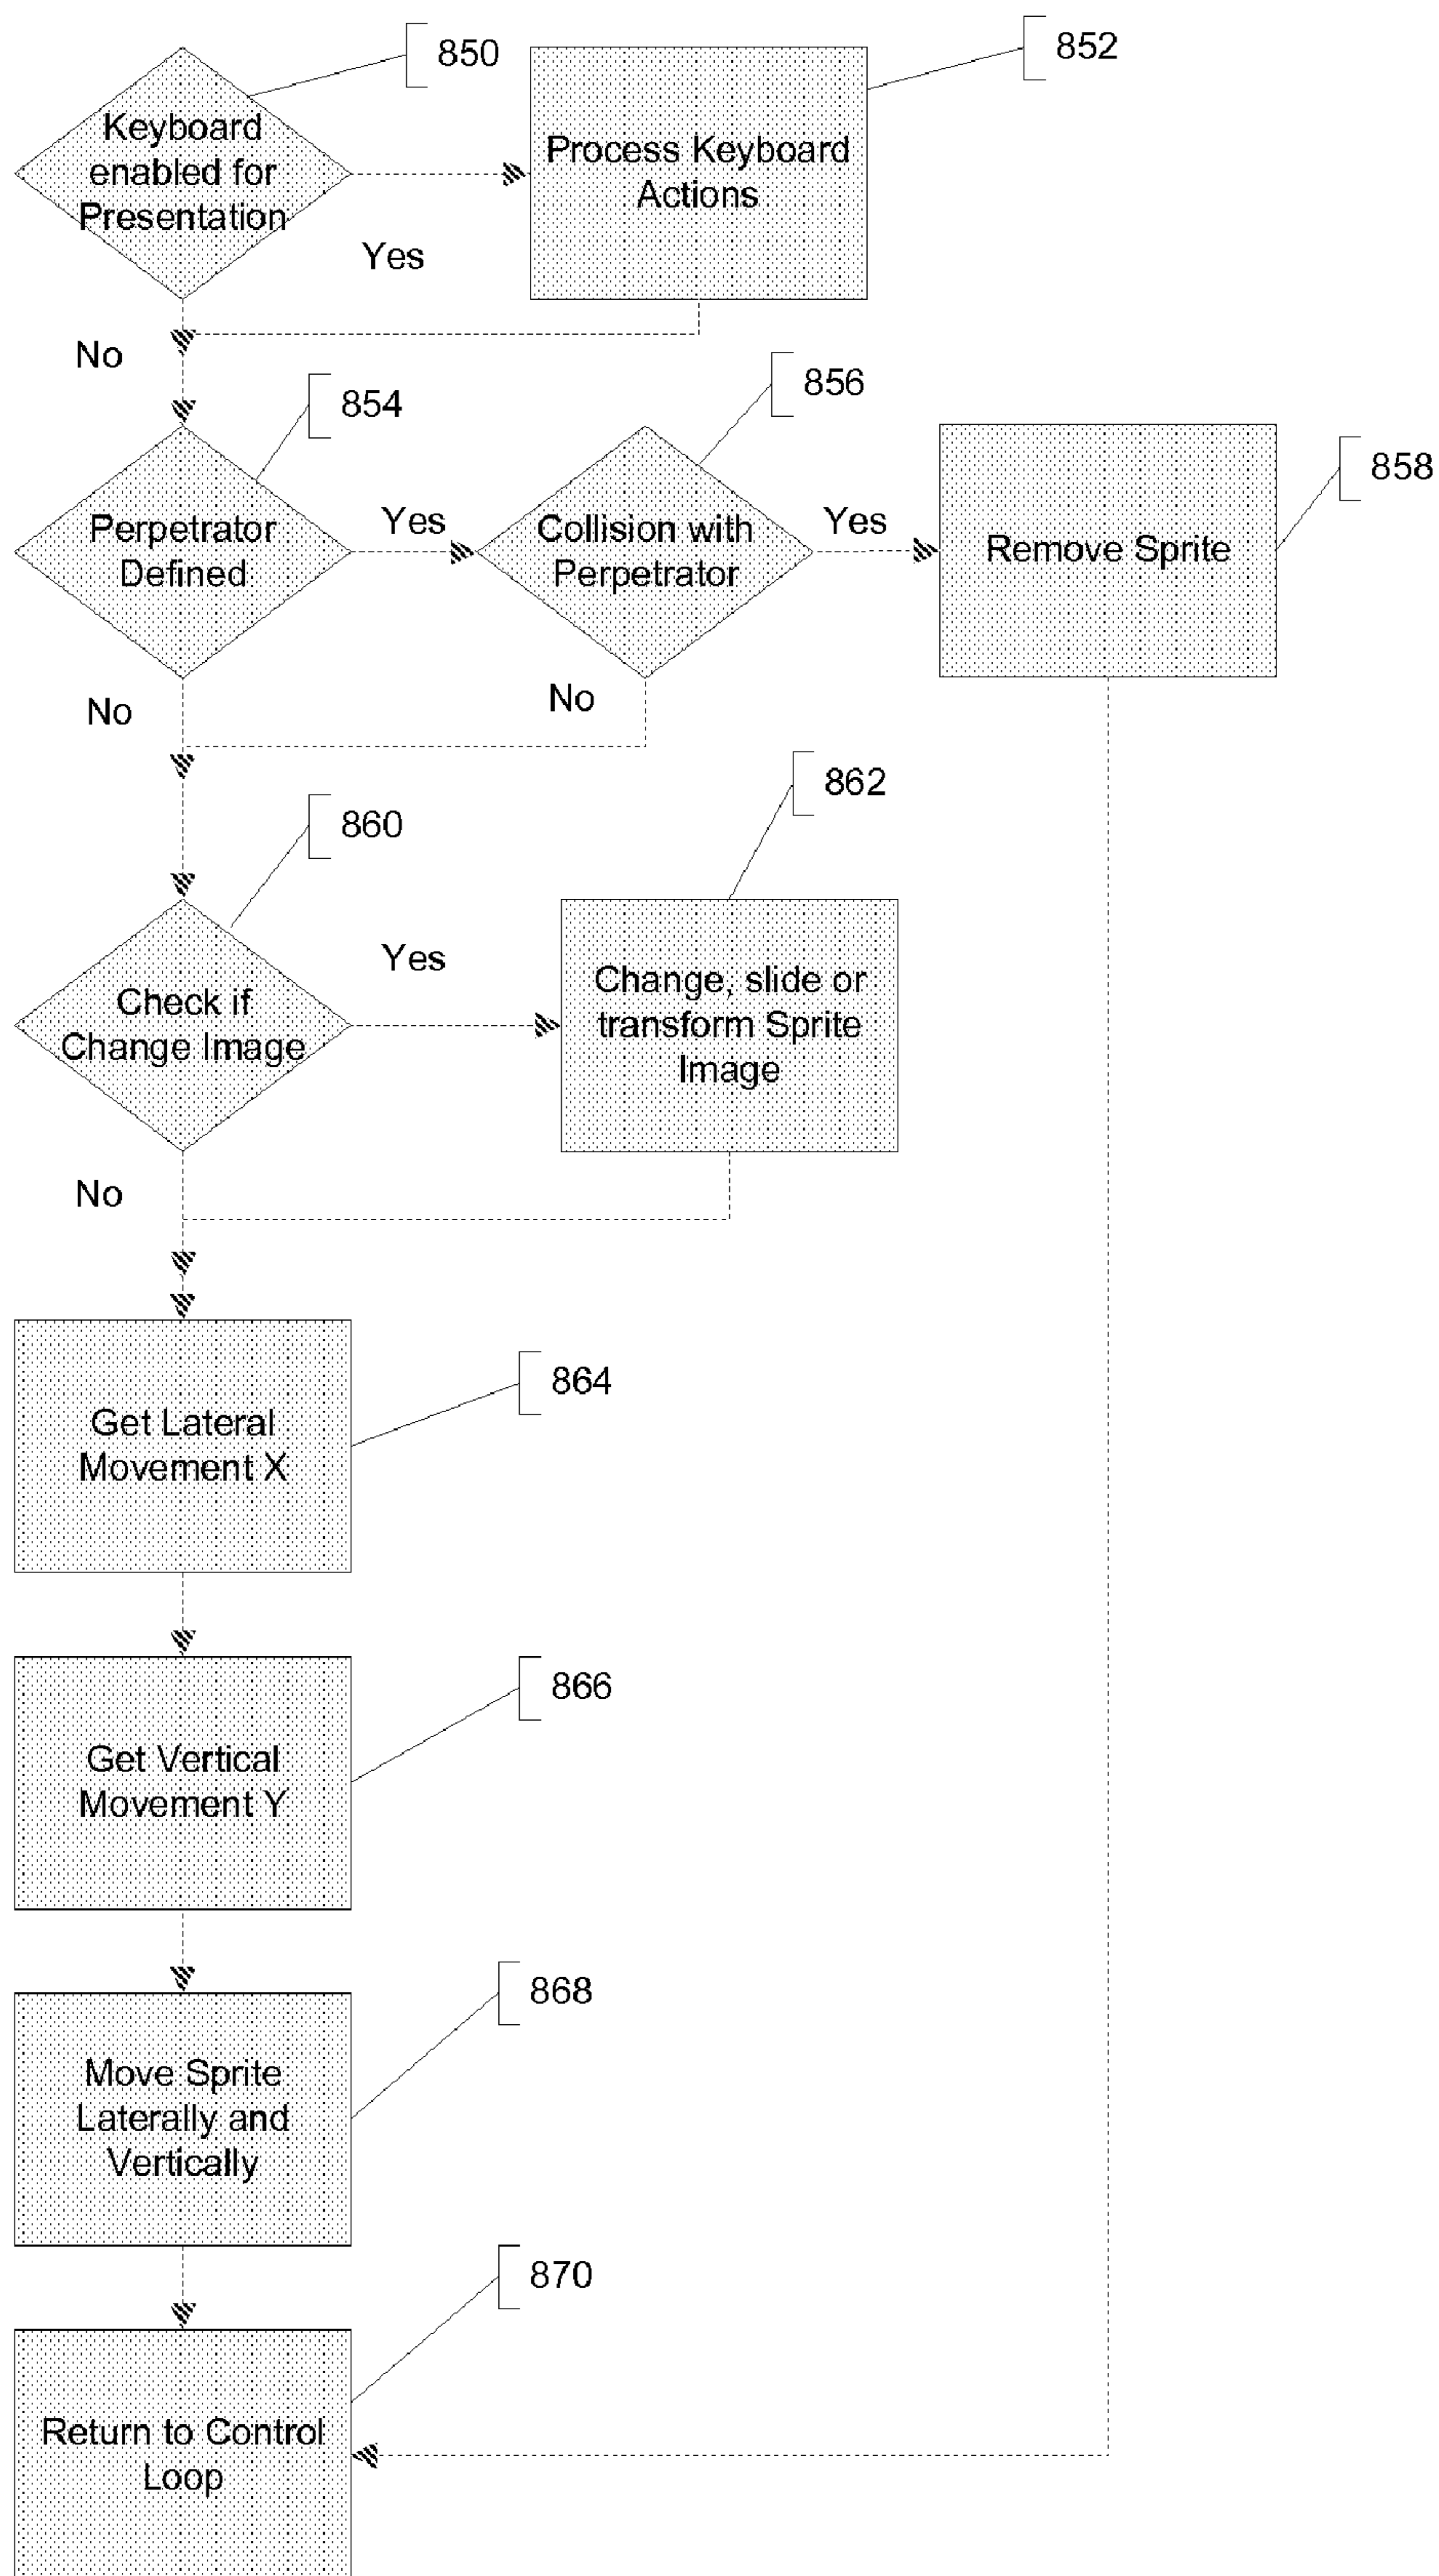 850
852
Keyboard
enabled for
Presentation
Process Keyboard
Actions
Yes
No
854
856
858
Perpetrator
Defined
Yes
Collision with
Perpetrator
Yes
Remove Sprite
No
No
860
862
Check if
Change Image
Yes
Change, slide or
transform Sprite
Image
No
864
Get Lateral
Movement X
866
Get Vertical
Movement Y
868
Move Sprite
Laterally and
Vertically
870
Return to Control
Loop